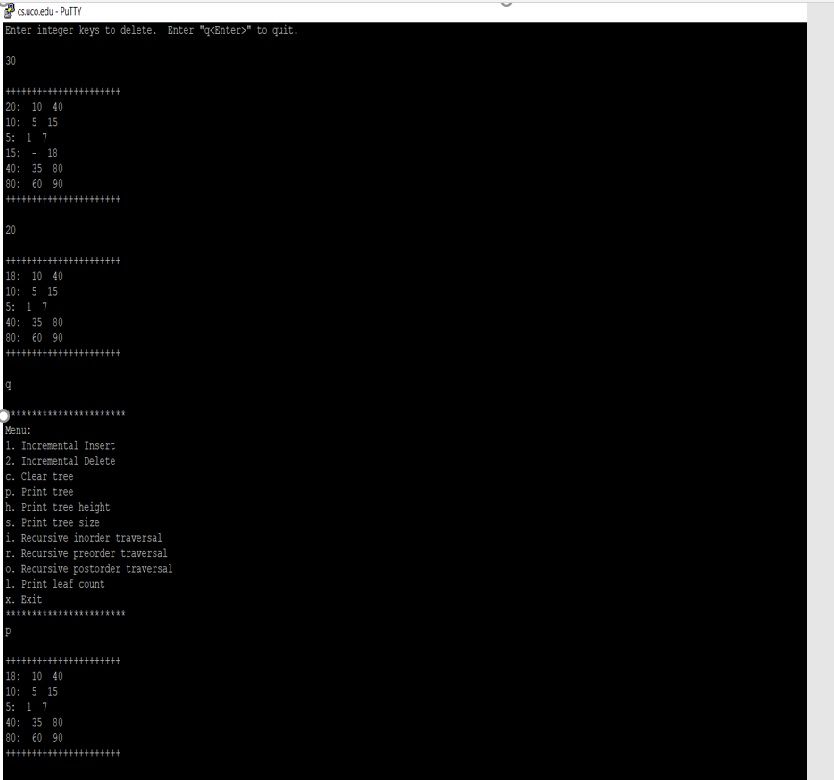 cs.uco.edu - PuTTY
Enter integer keys to delete.  Enter "q<Enter>" to quit.
30
++++++++++++++++++++++
20:  10  40
10:  5  15
5:  1  7
15:  -  18
40:  35  80
80:  60  90
++++++++++++++++++++++
20
++++++++++++++++++++++
18:  10  40
10:  5  15
5:  1  7
40:  35  80
80:  60  90
++++++++++++++++++++++
q
***********************
Menu:
1. Incremental Insert
2. Incremental Delete
c. Clear tree
p. Print tree
h. Print tree height
s. Print tree size
i. Recursive inorder traversal
r. Recursive preorder traversal
o. Recursive postorder traversal
l. Print leaf count
x. Exit
***********************
p
++++++++++++++++++++++
18:  10  40
10:  5  15
5:  1  7
40:  35  80
80:  60  90
++++++++++++++++++++++